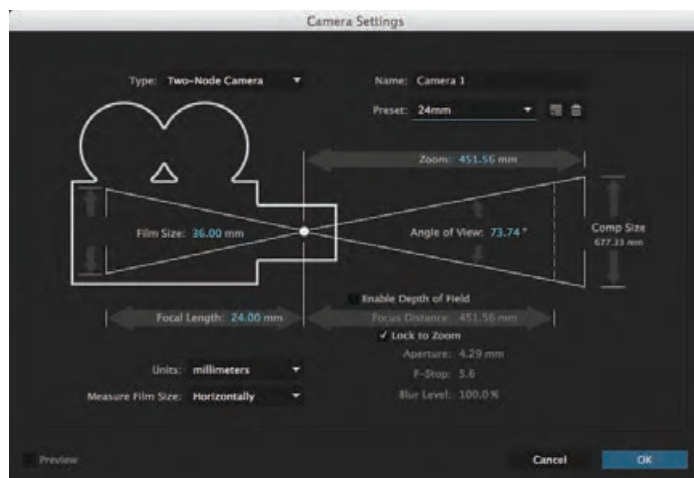 Camera Settings
Type: Two-Node Camera
Name: Camera 1
Preset: 24mm
Zoom: 451.56 mm
Film Size: 36.00 mm
Angle of View: 73.74 °
Comp Size
677.33 mm
Enable Depth of Field
Focal Length: 24.00 mm
Focus Distance: 451.56 mm
Lock to Zoom
Aperture: 4.29 mm
Units: millimeters
F-Stop: 5.6
Measure Film Size: Horizontally
Blur Level: 100.0 %
Preview
Cancel
OK